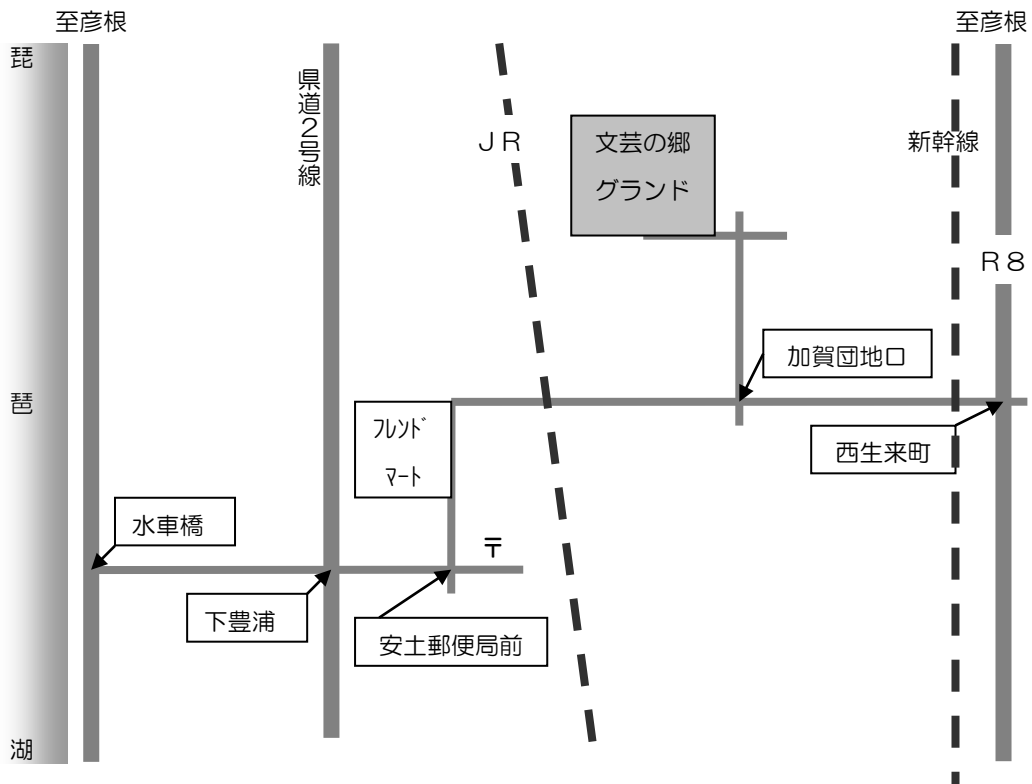 至彦根
至彦根
琵琶湖
県道2号線
JR
文芸の郷
グランド
新幹線
R8
加賀団地口
フレンド
マート
西生来町
水車橋
〒
下豊浦
安土郵便局前